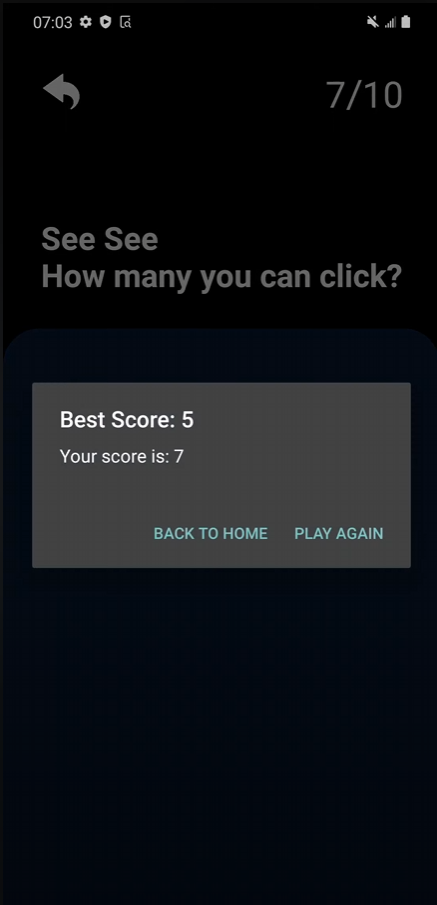 07:03
7/10
See See
How many you can click?
Best Score: 5
Your score is: 7
BACK TO HOME PLAY AGAIN